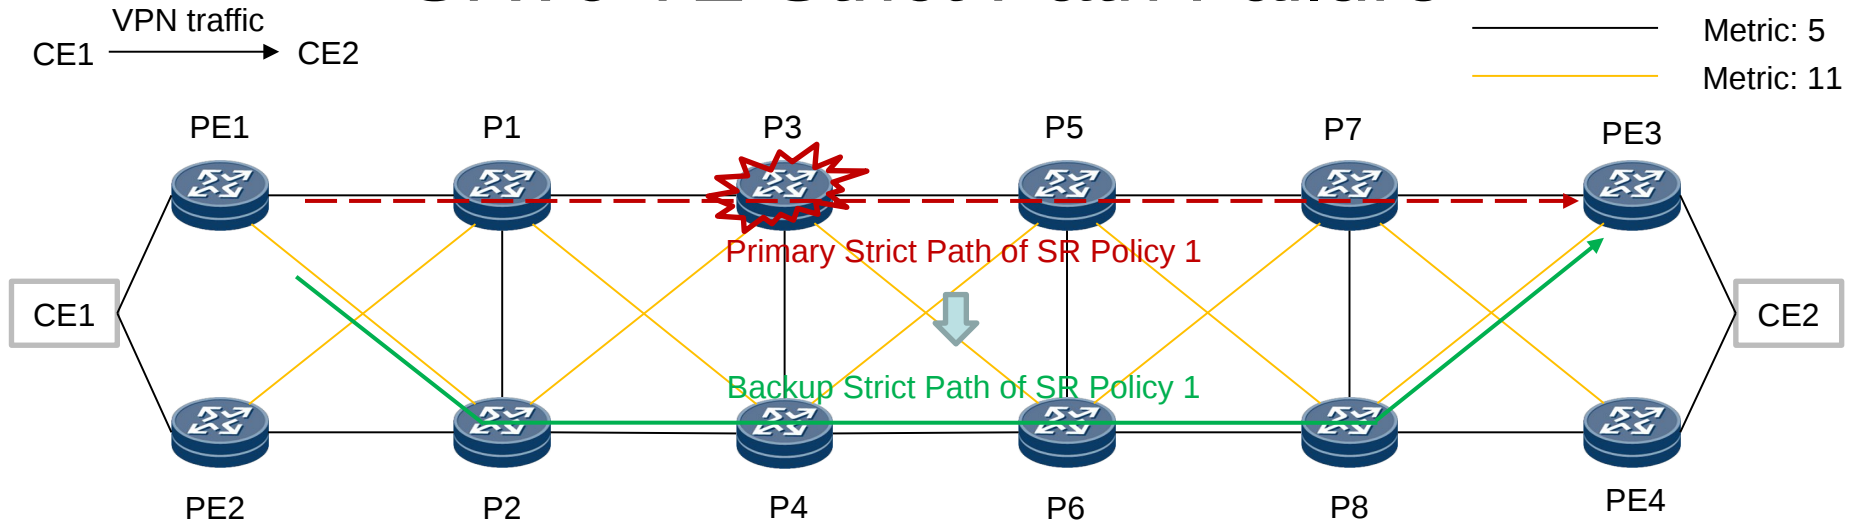 VPN traffic
CE1
CE2
Metric: 5
Metric: 11
PE1
P1
P3
P5
P7
PE3
Primary Strict Path of SR Policy 1
CE1
CE2
Backup Strict Path of SR Policy 1
PE2
P2
P4
P6
P8
PE4